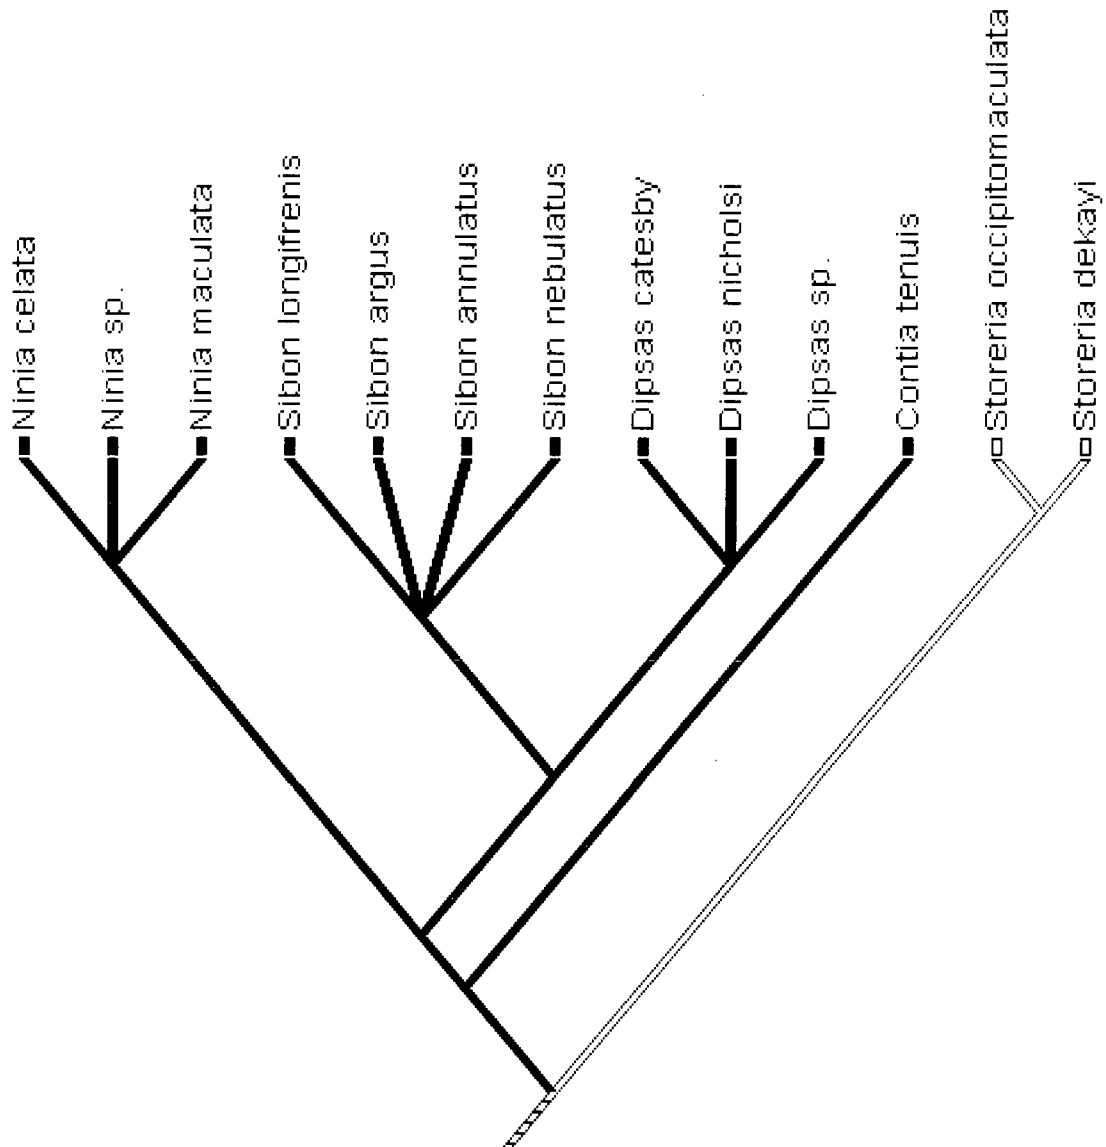 Ninia celata
Ninia sp.
Ninia maculata
Sibon longifrenis
Sibon argus
Sibon annulatus
Sibon nebulatus
Dipsas catesby
Dipsas nicholsi
Dipsas sp.
Contia tenuis
Storeria occipitomaculata
Storeria dekayi